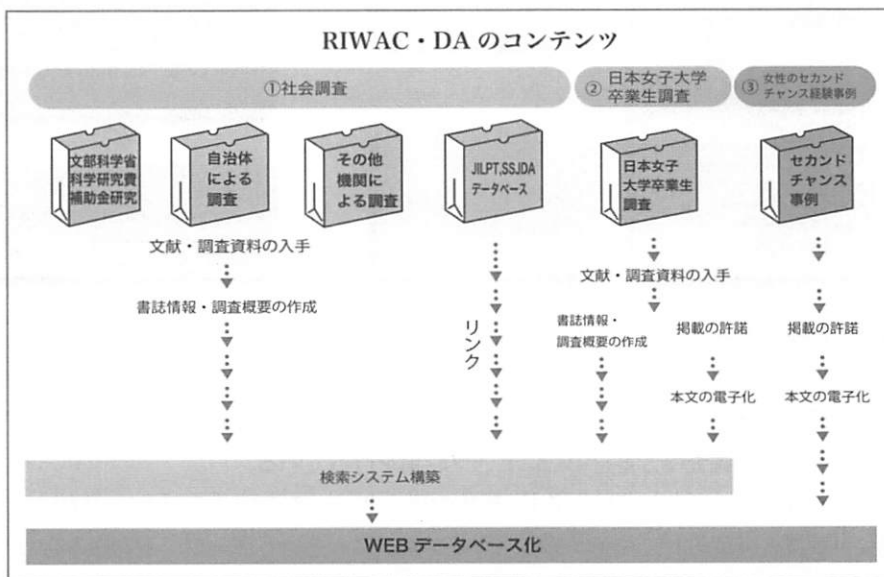 RIWAC・DA のコンテンツ
①社会調査
② 日本女子大学
卒業生調査
③ 女性のセカンド
チャンス経験事例
文部科学省
科学研究費
補助金研究
自治体
による
調査
その他
機関に
よる調査
JILPT,SSJDA
データベース
日本女子
大学卒業生
調査
セカンド
チャンス
事例
文献・調査資料の入手
書誌情報・調査概要の作成
リンク
文献・調査資料の入手
書誌情報・
調査概要の作成
掲載の許諾
本文の電子化
掲載の許諾
本文の電子化
検索システム構築
WEB データベース化